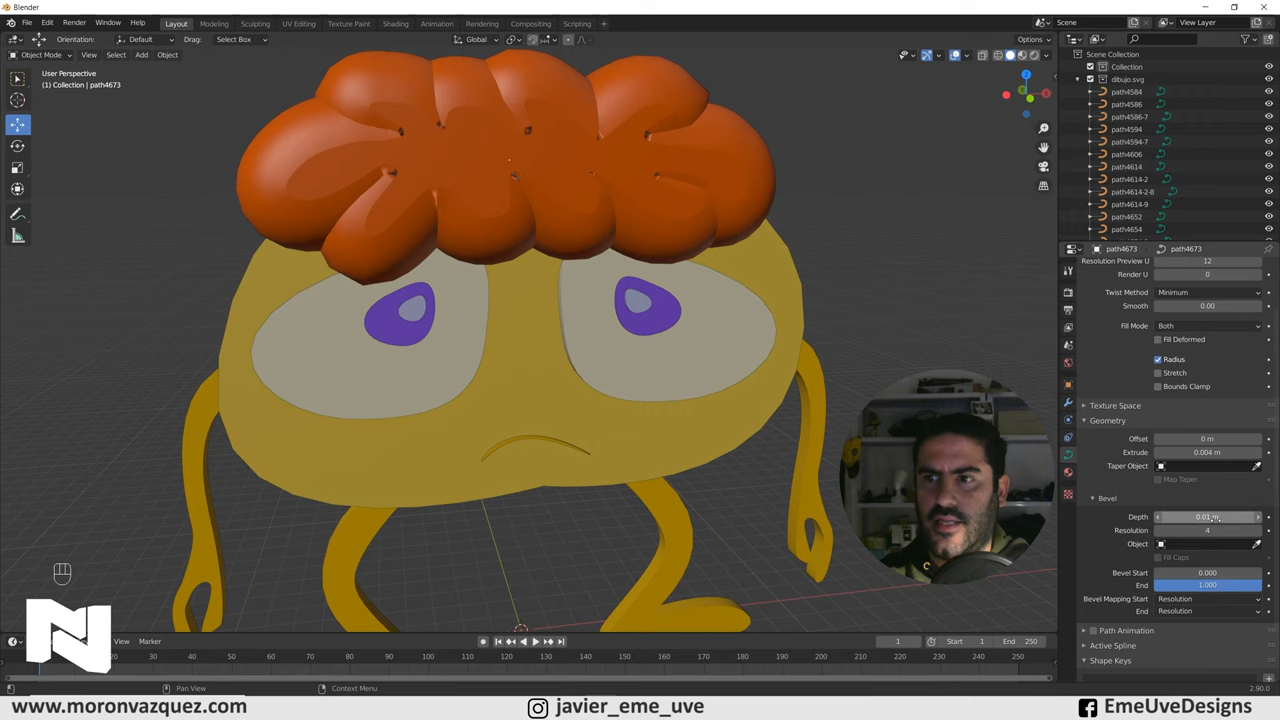 Blender
File Edit Render Window Help Layout Modeling Sculpting UV Editing Texture Paint Shading Animation Rendering Compositing Scripting + Scene View Layer
Orientation: Default Drag: Select Box Global Options
Object Mode View Select Add Object
User Perspective
(1) Collection | path4673
Scene Collection
Collection
dibujo.svg
path4584
path4586
path4586-7
path4594
path4594-7
path4606
path4614
path4614-2
path4614-2-8
path4614-9
path4652
path4654
path4673 path4673
Resolution Preview U 12
Render U 0
Twist Method Minimum
Smooth 0.00
Fill Mode Both
Fill Deformed
Radius
Stretch
Bounds Clamp
Texture Space
Geometry
Offset 0 m
Extrude 0.004 m
Taper Object
Map Taper
Bevel
Depth 0.01 m
Resolution 4
Object
Fill Caps
Bevel Start 0.000
End 1.000
Bevel Mapping Start Resolution
End Resolution
Path Animation
Active Spline
Shape Keys
View Marker 1 Start 1 End 250
20 30 40 50 60 70 80 90 100 110 120 130 140 150 160 170 180 190 200 210 220 230 240 250
Pan View Context Menu 2.90.0
N
www.moronvazquez.com javier_eme_uve EmeUveDesigns